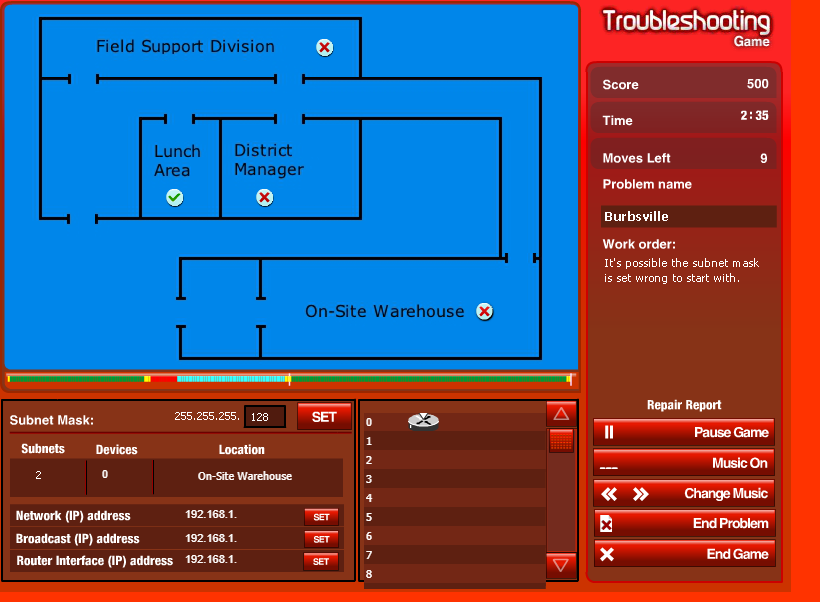 Troubleshooting
Game
Field Support Division
Score 500
Time 2:35
Lunch
Area
District
Manager
Moves Left 9
Problem name
Burbsville
Work order:
It's possible the subnet mask
is set wrong to start with.
On-Site Warehouse
Repair Report
Subnet Mask: 255.255.255. 128 SET
Subnets Devices Location
2 0 On-Site Warehouse
Network (IP) address 192.168.1. SET
Broadcast (IP) address 192.168.1. SET
Router Interface (IP) address 192.168.1. SET
0
1
2
3
4
5
6
7
8
Pause Game
Music On
Change Music
End Problem
End Game